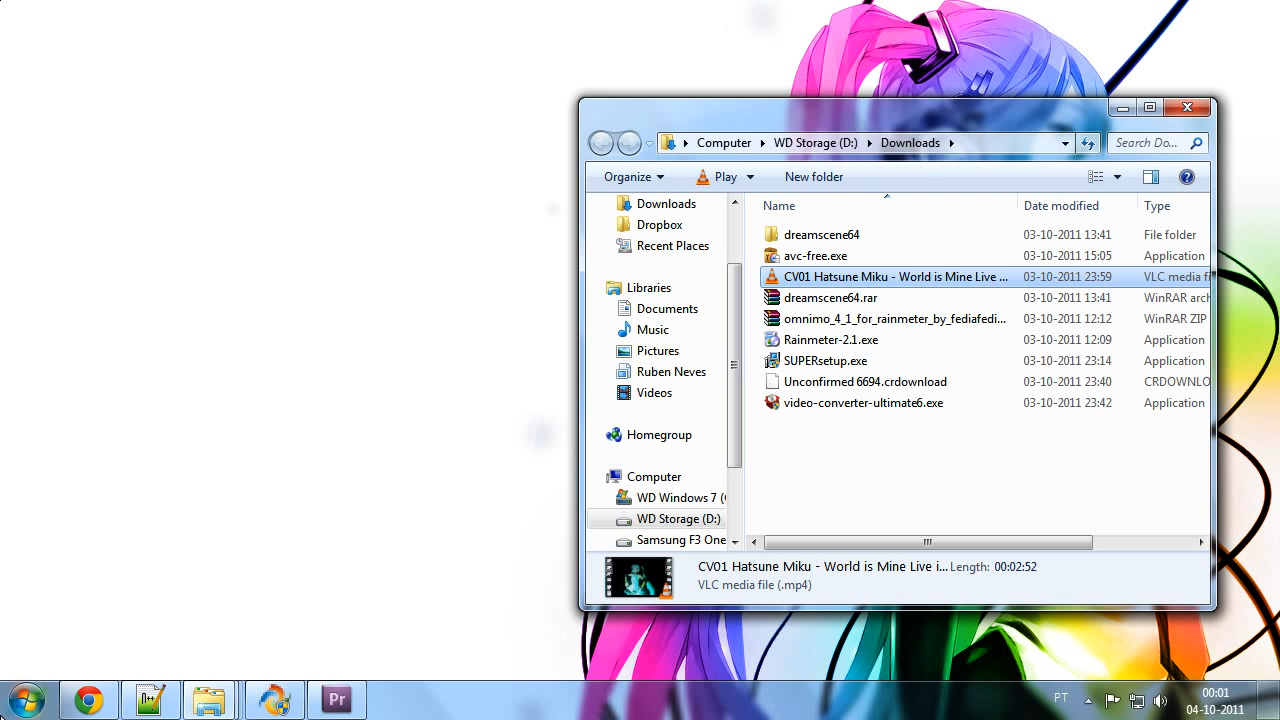 Computer WD Storage (D:) Downloads Search Do...
Organize Play New folder
Downloads
Dropbox
Recent Places
Libraries
Documents
Music
Pictures
Ruben Neves
Videos
Homegroup
Computer
WD Windows 7 (
WD Storage (D:)
Samsung F3 One
Name Date modified Type
dreamscene64 03-10-2011 13:41 File folder
avc-free.exe 03-10-2011 15:05 Application
CV01 Hatsune Miku - World is Mine Live ... 03-10-2011 23:59 VLC media fi
dreamscene64.rar 03-10-2011 13:41 WinRAR arch
omnimo_4_1_for_rainmeter_by_fediafedi... 03-10-2011 12:12 WinRAR ZIP
Rainmeter-2.1.exe 03-10-2011 12:09 Application
SUPERsetup.exe 03-10-2011 23:14 Application
Unconfirmed 6694.crdownload 03-10-2011 23:40 CRDOWNLO
video-converter-ultimate6.exe 03-10-2011 23:42 Application
CV01 Hatsune Miku - World is Mine Live i... Length: 00:02:52
VLC media file (.mp4)
Pr
PT
00:01
04-10-2011